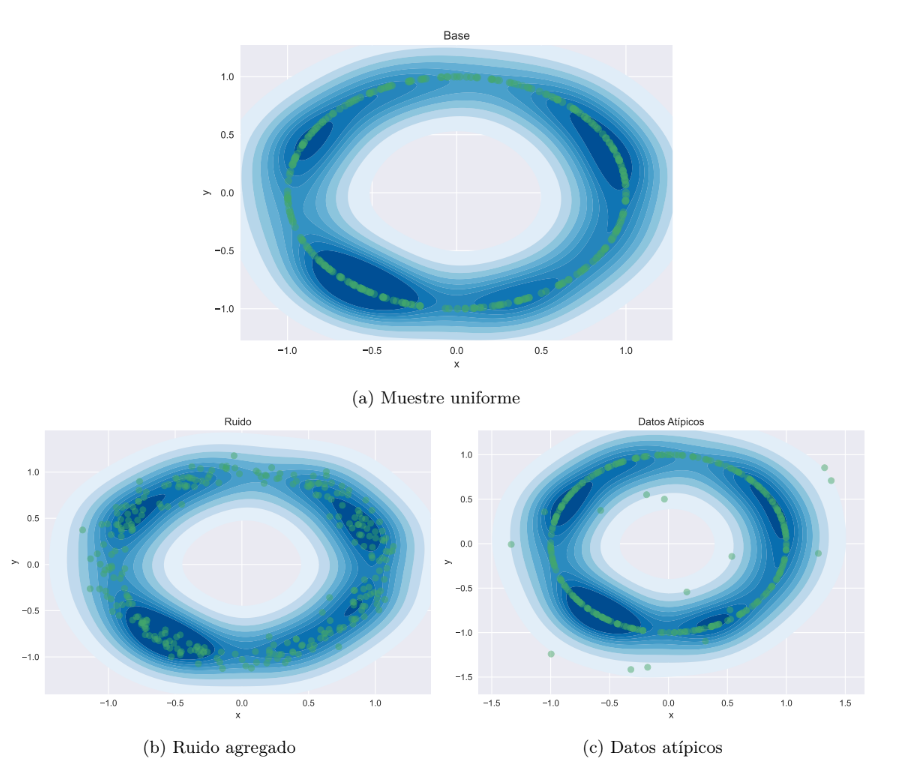 Base
1.0
0.5
0.0
−0.5
−1.0
y
−1.0 −0.5 0.0 0.5 1.0
x
(a) Muestre uniforme
Ruido
1.0
0.5
0.0
−0.5
−1.0
y
−1.0 −0.5 0.0 0.5 1.0
x
(b) Ruido agregado
Datos Atípicos
1.0
0.5
0.0
−0.5
−1.0
−1.5
y
−1.5 −1.0 −0.5 0.0 0.5 1.0 1.5
x
(c) Datos atípicos